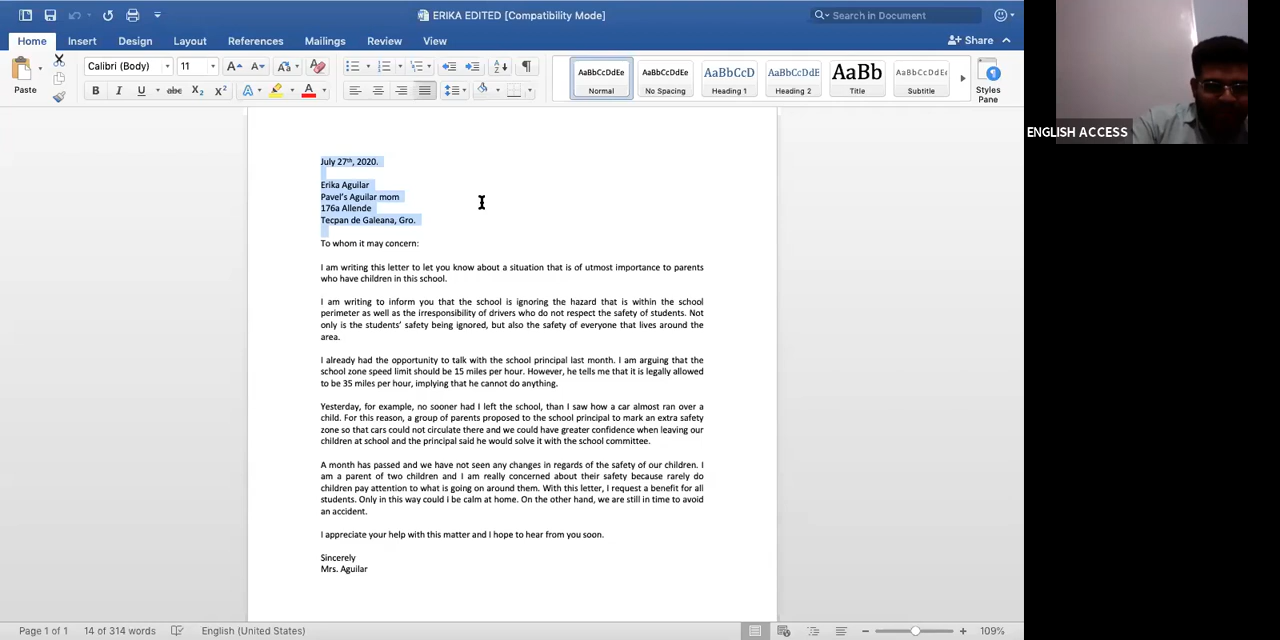 ERIKA EDITED [Compatibility Mode]
Search in Document
Home Insert Design Layout References Mailings Review View
Share
Paste
Calibri (Body) 11
AaBbCcDdEe AaBbCcDdEe AaBbCcD AaBbCcDdE AaBb AaBbCcDdEe
Normal No Spacing Heading 1 Heading 2 Title Subtitle
Styles
Pane
ENGLISH ACCESS
July 27th, 2020.
Erika Aguilar
Pavel's Aguilar mom
176a Allende
Tecpan de Galeana, Gro.
To whom it may concern:
I am writing this letter to let you know about a situation that is of utmost importance to parents
who have children in this school.
I am writing to inform you that the school is ignoring the hazard that is within the school
perimeter as well as the irresponsibility of drivers who do not respect the safety of students. Not
only is the students' safety being ignored, but also the safety of everyone that lives around the
area.
I already had the opportunity to talk with the school principal last month. I am arguing that the
school zone speed limit should be 15 miles per hour. However, he tells me that it is legally allowed
to be 35 miles per hour, implying that he cannot do anything.
Yesterday, for example, no sooner had I left the school, than I saw how a car almost ran over a
child. For this reason, a group of parents proposed to the school principal to mark an extra safety
zone so that cars could not circulate there and we could have greater confidence when leaving our
children at school and the principal said he would solve it with the school committee.
A month has passed and we have not seen any changes in regards of the safety of our children. I
am a parent of two children and I am really concerned about their safety because rarely do
children pay attention to what is going on around them. With this letter, I request a benefit for all
students. Only in this way could I be calm at home. On the other hand, we are still in time to avoid
an accident.
I appreciate your help with this matter and I hope to hear from you soon.
Sincerely
Mrs. Aguilar
Page 1 of 1 14 of 314 words English (United States) 109%